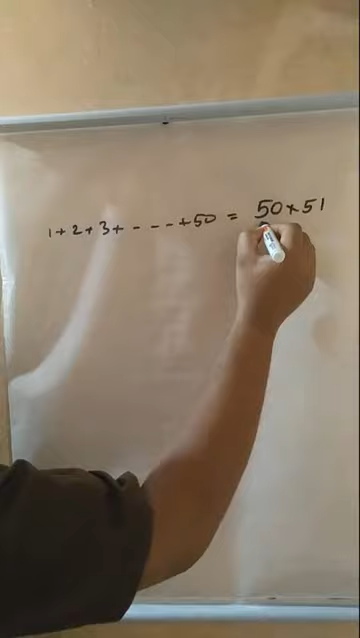 1 + 2 + 3 + - - - + 50 = 50 × 51